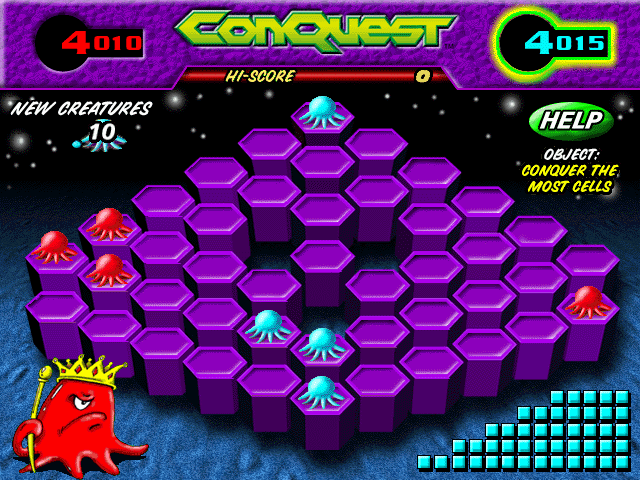 4010
CONQUEST
4015
HI-SCORE 0
NEW CREATURES
10
HELP
OBJECT:
CONQUER THE
MOST CELLS